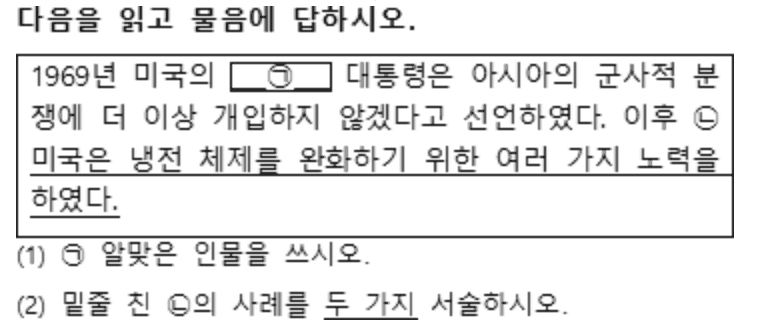 다음을 읽고 물음에 답하시오.
1969년 미국의 ㉠ 대통령은 아시아의 군사적 분
쟁에 더 이상 개입하지 않겠다고 선언하였다. 이후 ㉡
미국은 냉전 체제를 완화하기 위한 여러 가지 노력을
하였다.
(1) ㉠ 알맞은 인물을 쓰시오.
(2) 밑줄 친 ㉡의 사례를 두 가지 서술하시오.